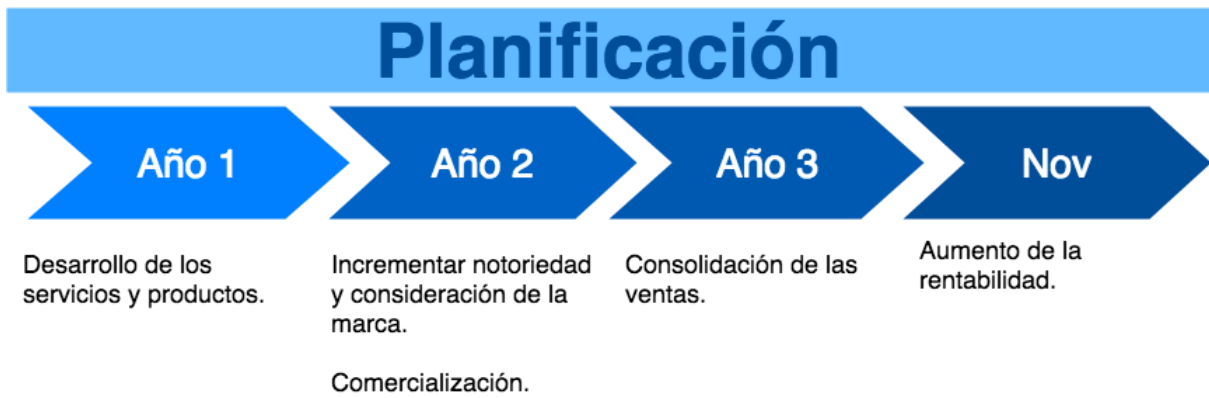 Planificación
Año 1
Año 2
Año 3
Nov
Desarrollo de los
servicios y productos.
Incrementar notoriedad
y consideración de la
marca.
Comercialización.
Consolidación de las
ventas.
Aumento de la
rentabilidad.